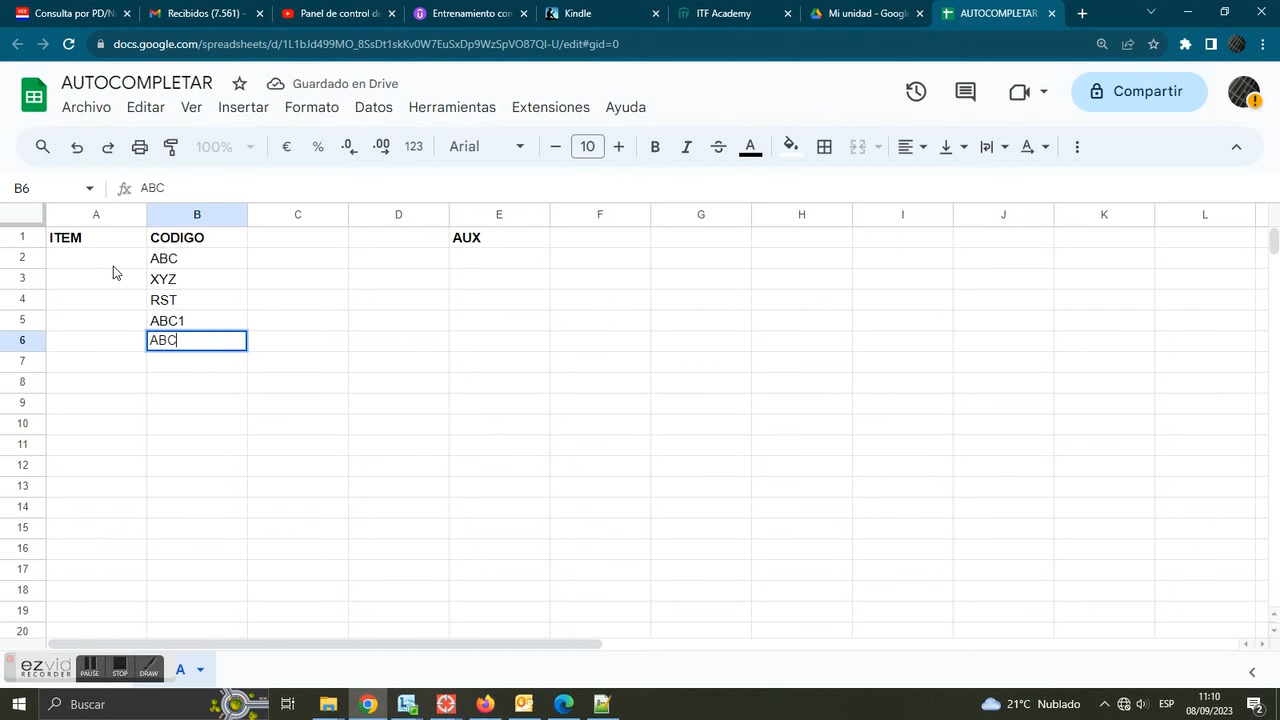 Consulta por PD/N
Recibidos (7.561) -
Panel de control de
Entrenamiento con
Kindle
ITF Academy
Mi unidad - Google
AUTOCOMPLETAR
docs.google.com/spreadsheets/d/1L1bJd499MO_8SsDt1skKv0W7EuSxDp9WzSpVO87QI-U/edit#gid=0
AUTOCOMPLETAR
Guardado en Drive
Archivo Editar Ver Insertar Formato Datos Herramientas Extensiones Ayuda
Compartir
100% € % .0 .00 123 Arial 10 B I S A
B6 fx ABC
A B C D E F G H I J K L
1 ITEM CODIGO AUX
2 ABC
3 XYZ
4 RST
5 ABC1
6 ABC
7
8
9
10
11
12
13
14
15
16
17
18
19
20
ezvid RECORDER PAUSE STOP DRAW A
Buscar 21°C Nublado ESP 11:10
08/09/2023 2